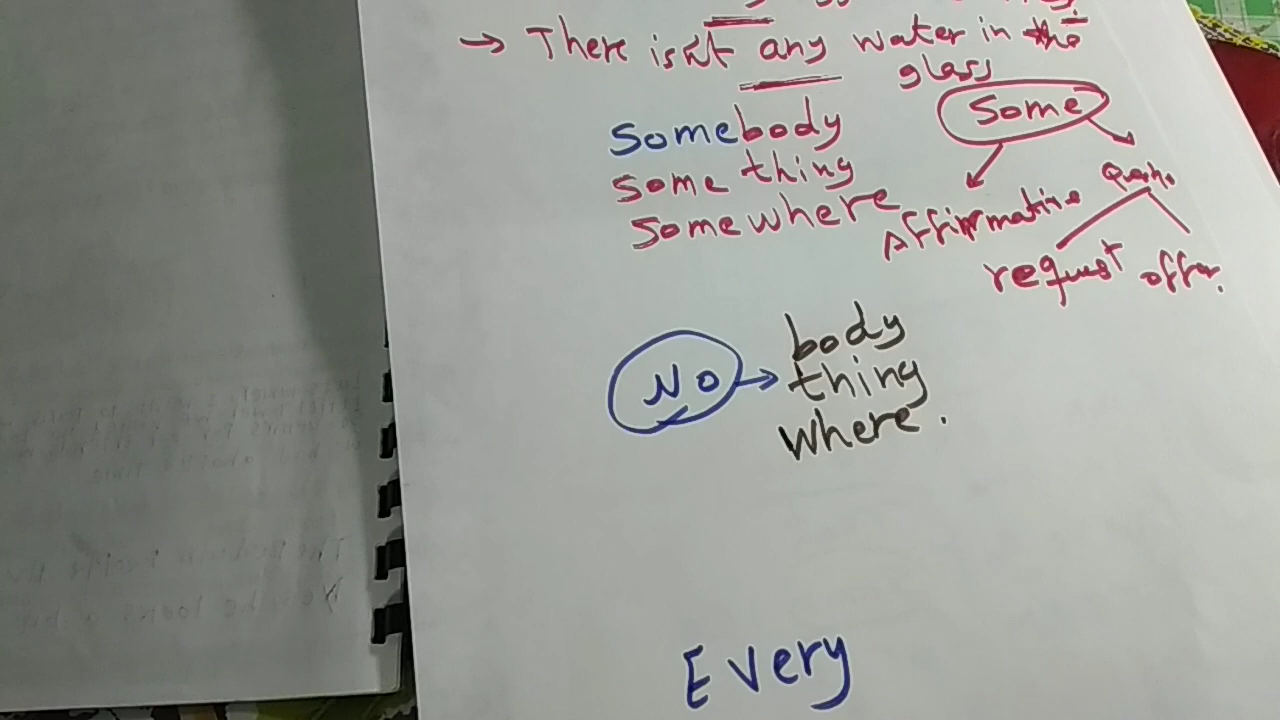 → There isn't any water in the
glass
Somebody
some thing
Somewhere
Some
Affirmative
request offer.
No → body
thing
where.
Every